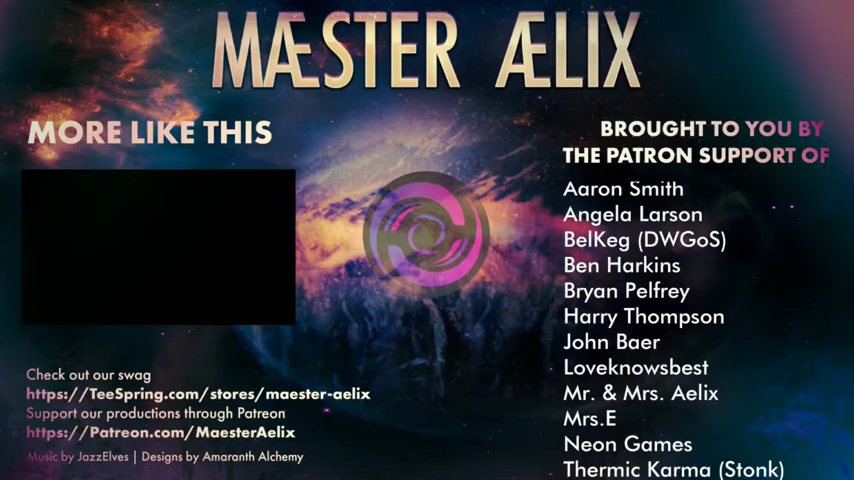 MÆSTER ÆLIX
MORE LIKE THIS
BROUGHT TO YOU BY
THE PATRON SUPPORT OF
Aaron Smith
Angela Larson
BelKeg (DWGoS)
Ben Harkins
Bryan Pelfrey
Harry Thompson
John Baer
Loveknowsbest
Mr. & Mrs. Aelix
Mrs.E
Neon Games
Thermic Karma (Stonk)
Check out our swag
https://TeeSpring.com/stores/maester-aelix
Support our productions through Patreon
https://Patreon.com/MaesterAelix
Music by JazzElves | Designs by Amaranth Alchemy